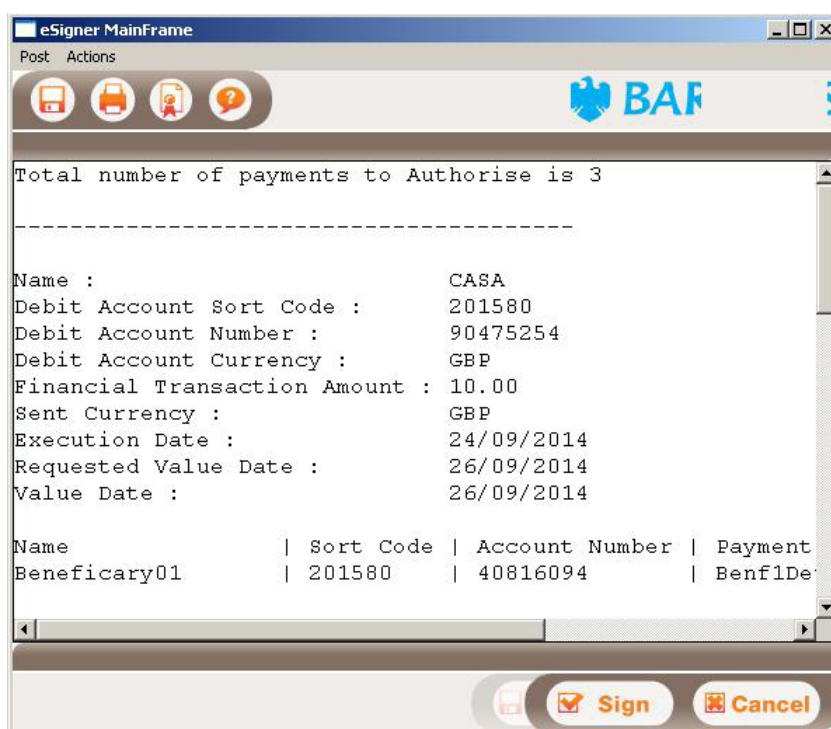 eSigner MainFrame
Post Actions
BAR
Total number of payments to Authorise is 3
----------------------------------------
Name : CASA
Debit Account Sort Code : 201580
Debit Account Number : 90475254
Debit Account Currency : GBP
Financial Transaction Amount : 10.00
Sent Currency : GBP
Execution Date : 24/09/2014
Requested Value Date : 26/09/2014
Value Date : 26/09/2014
Name | Sort Code | Account Number | Payment
Beneficary01 | 201580 | 40816094 | Benf1De
Sign Cancel